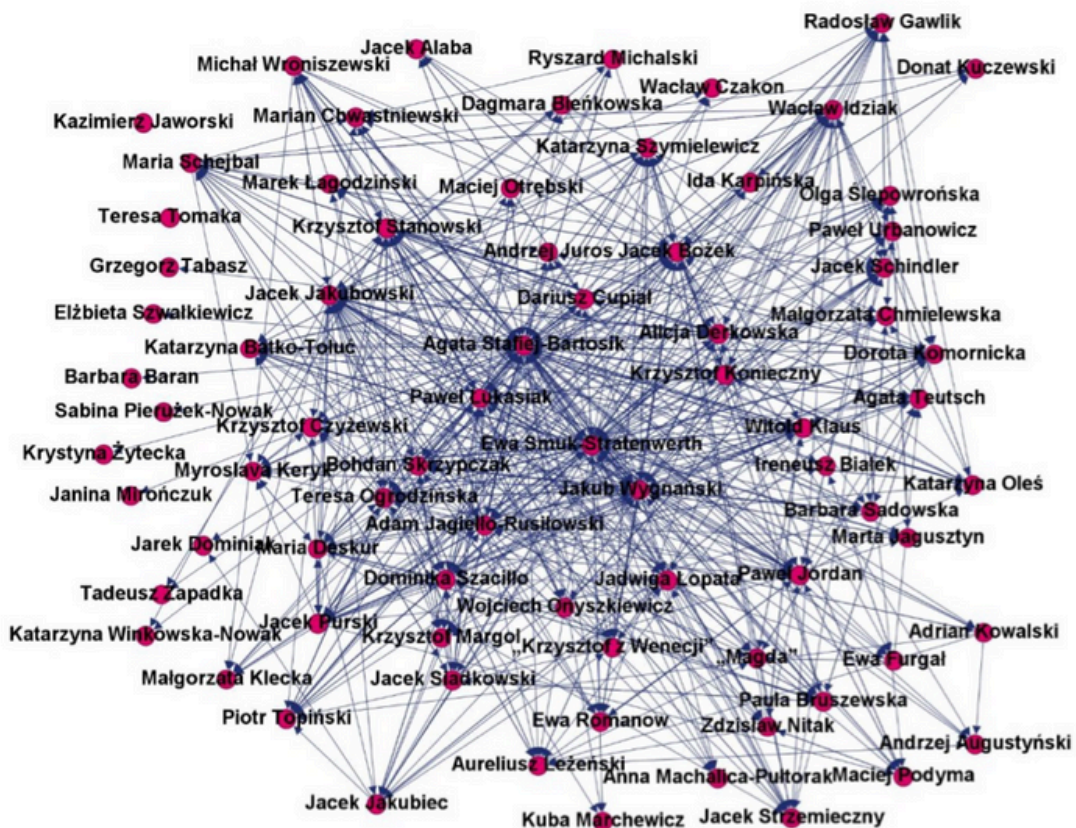 Radosław Gawlik
Jacek Alaba
Michał Wroniszewski
Ryszard Michalski
Donat Kuczewski
Wacław Czakon
Dagmara Bieńkowska
Wacław Idziak
Marian Chwastniewski
Kazimierz Jaworski
Katarzyna Szymielewicz
Maria Schejbal
Marek Łagodziński
Maciej Otrębski
Ida Karpińska
Olga Slepowrońska
Teresa Tomaka
Krzysztof Stanowski
Paweł Urbanowicz
Andrzej Juros
Jacek Bożek
Grzegorz Tabasz
Jacek Schindler
Jacek Jakubowski
Dariusz Cupiał
Elżbieta Szwałkiewicz
Małgorzata Chmielewska
Alicja Derkowska
Agata Stafiej-Bartosik
Katarzyna Batko-Tołuć
Dorota Komornicka
Barbara Baran
Krzysztof Konieczny
Paweł Łukasiak
Agata Teutsch
Sabina Pierużek-Nowak
Krzysztof Czyżewski
Witold Klaus
Ewa Smuk-Stratenwerth
Krystyna Żytecka
Myroslava Keryk
Bohdan Skrzypczak
Ireneusz Białek
Janina Mirończuk
Teresa Ogrodzińska
Jakub Wygnański
Katarzyna Oleś
Barbara Sadowska
Adam Jagiełło-Rusiłowski
Marta Jagusztyn
Jarek Dominiak
Maria Deskur
Dominika Szaciłło
Jadwiga Łopata
Paweł Jordan
Tadeusz Zapadka
Wojciech Onyszkiewicz
Jacek Purski
Katarzyna Winkowska-Nowak
Krzysztof Margol
„Krzysztof z Wenecji"
Adrian Kowalski
„Magda"
Ewa Furgał
Małgorzata Klecka
Jacek Siadkowski
Paula Bruszewska
Piotr Topiński
Ewa Romanow
Zdzisław Nitak
Andrzej Augustyński
Aureliusz Leżeński
Anna Machalica-Pułtorak
Maciej Podyma
Jacek Jakubiec
Kuba Marchewicz
Jacek Strzemieczny